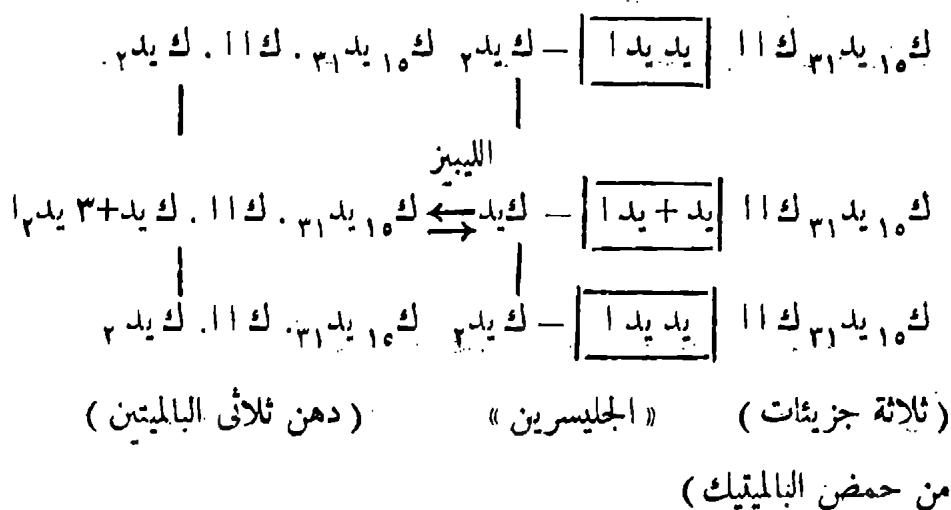 ك١٥ يد٣١ ك ا ا يد يد ا — ك يد٢ ك١٥ يد٣١ . ك ا ا . ك يد٢ .
الليبيز
ك١٥ يد٣١ ك ا ا يد + يد ا — ك يد ⇌ ك١٥ يد٣١ . ك ا ا . ك يد + ٣ يد٢ ا
ك١٥ يد٣١ ك ا ا يد يد ا — ك يد٢ ك١٥ يد٣١ . ك ا ا . ك يد٢
( ثلاثة جزيئات ) « الجليسرين » ( دهن ثلاثى البالميتين )
من حمض البالميتيك )